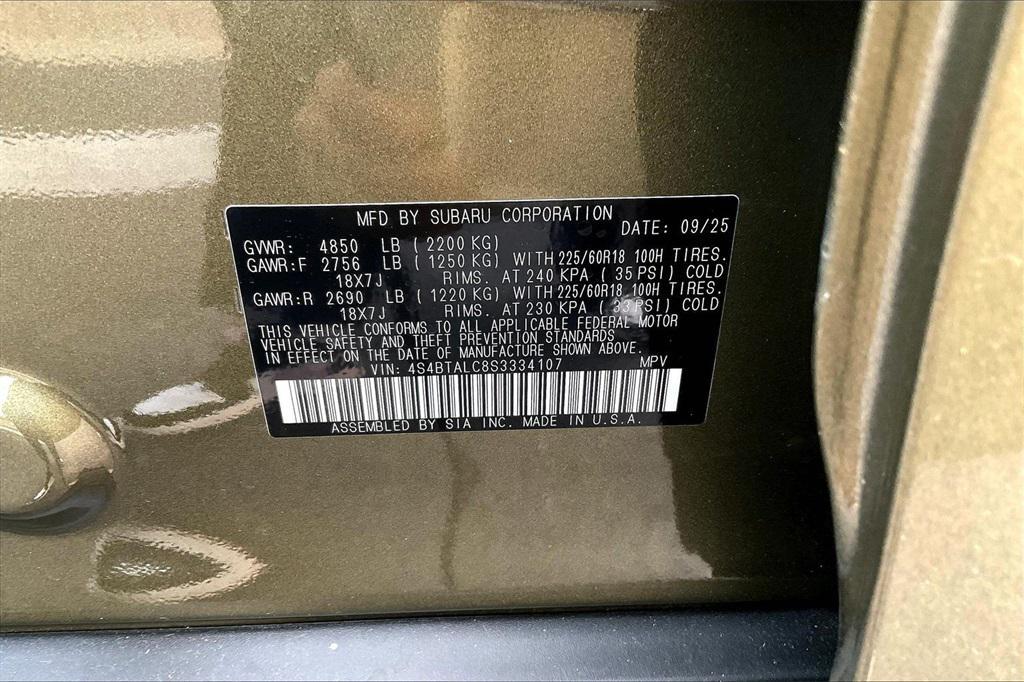 MFD BY SUBARU CORPORATION DATE: 09/25
GVWR: 4850 LB (2200 KG)
GAWR:F 2756 LB (1250 KG) WITH 225/60R18 100H TIRES.
18X7J RIMS. AT 240 KPA (35 PSI) COLD
GAWR:R 2690 LB (1220 KG) WITH 225/60R18 100H TIRES.
18X7J RIMS. AT 230 KPA (33 PSI) COLD
THIS VEHICLE CONFORMS TO ALL APPLICABLE FEDERAL MOTOR
VEHICLE SAFETY AND THEFT PREVENTION STANDARDS
IN EFFECT ON THE DATE OF MANUFACTURE SHOWN ABOVE.
VIN: 4S4BTALC8S3334107 MPV
ASSEMBLED BY SIA INC. MADE IN U.S.A.